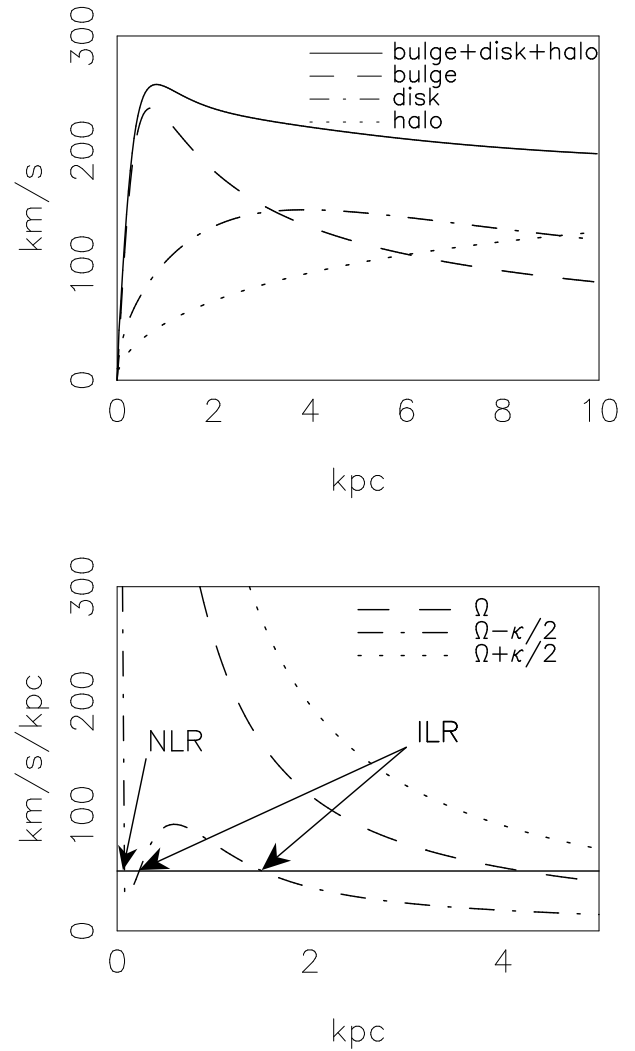 300
200
100
0
km/s
bulge+disk+halo
bulge
disk
halo
0 2 4 6 8 10
kpc
300
200
100
0
km/s/kpc
Ω
Ω−κ/2
Ω+κ/2
NLR
ILR
0 2 4
kpc